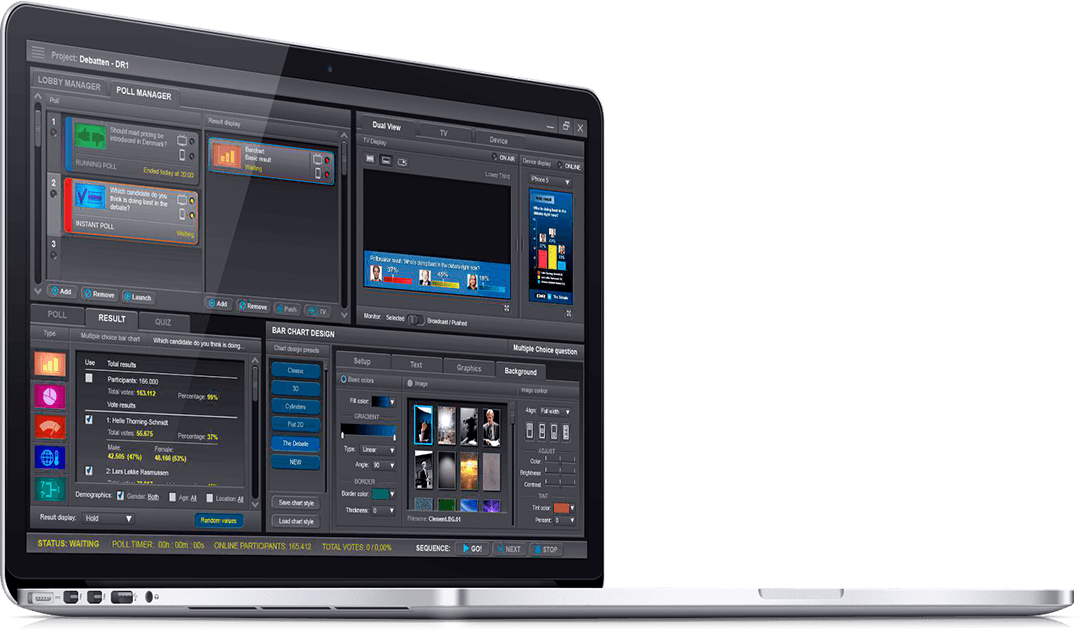 Project: Debatten - DR1
LOBBY MANAGER
POLL MANAGER
Poll
1
Should road pricing be
introduced in Denmark?
RUNNING POLL
Ended today at 20:00
2
Which candidate do you
think is doing best in the
debate?
INSTANT POLL
Waiting
3
Add
Remove
Launch
Result display
Barchart
Basic result
Waiting
Add
Remove
Push
TV
Dual View
TV
Device
TV Display
ON AIR
Lower Third
Device display
ONLINE
iPhone 5
37%
45%
18%
Monitor:
Selected
Broadcast / Pushed
POLL
RESULT
QUIZ
Type
Multiple choice bar chart
Which candidate do you think is doing...
Use
Total results
Participants: 166.000
Total votes: 163.112
Percentage: 99%
Vote results
1: Helle Thorning-Schmidt
Total votes: 55.675
Percentage: 37%
Male:
Female:
42.505 (47%)
48.166 (53%)
2: Lars Løkke Rasmussen
Demographics:
Gender: Both
Age: All
Location: All
Result display:
Hold
Random values
BAR CHART DESIGN
Multiple Choice question
Chart design presets
Classic
3D
Cylinders
Flat 2D
The Debate
NEW
Save chart style
Load chart style
Setup
Text
Graphics
Background
Basic colors
Image
Image control
Fill color:
GRADIENT
Type:
Linear
Angle:
90
BORDER
Border color:
Thickness:
0
Filename: Clement.BG.01
Align:
Full width
ADJUST
Color:
Brightness:
Contrast:
TINT
Tint color:
Percent:
0
STATUS: WAITING
POLL TIMER: 00h : 00m : 00s
ONLINE PARTICIPANTS: 165.412
TOTAL VOTES: 0 / 0,00%
SEQUENCE:
GO!
NEXT
STOP